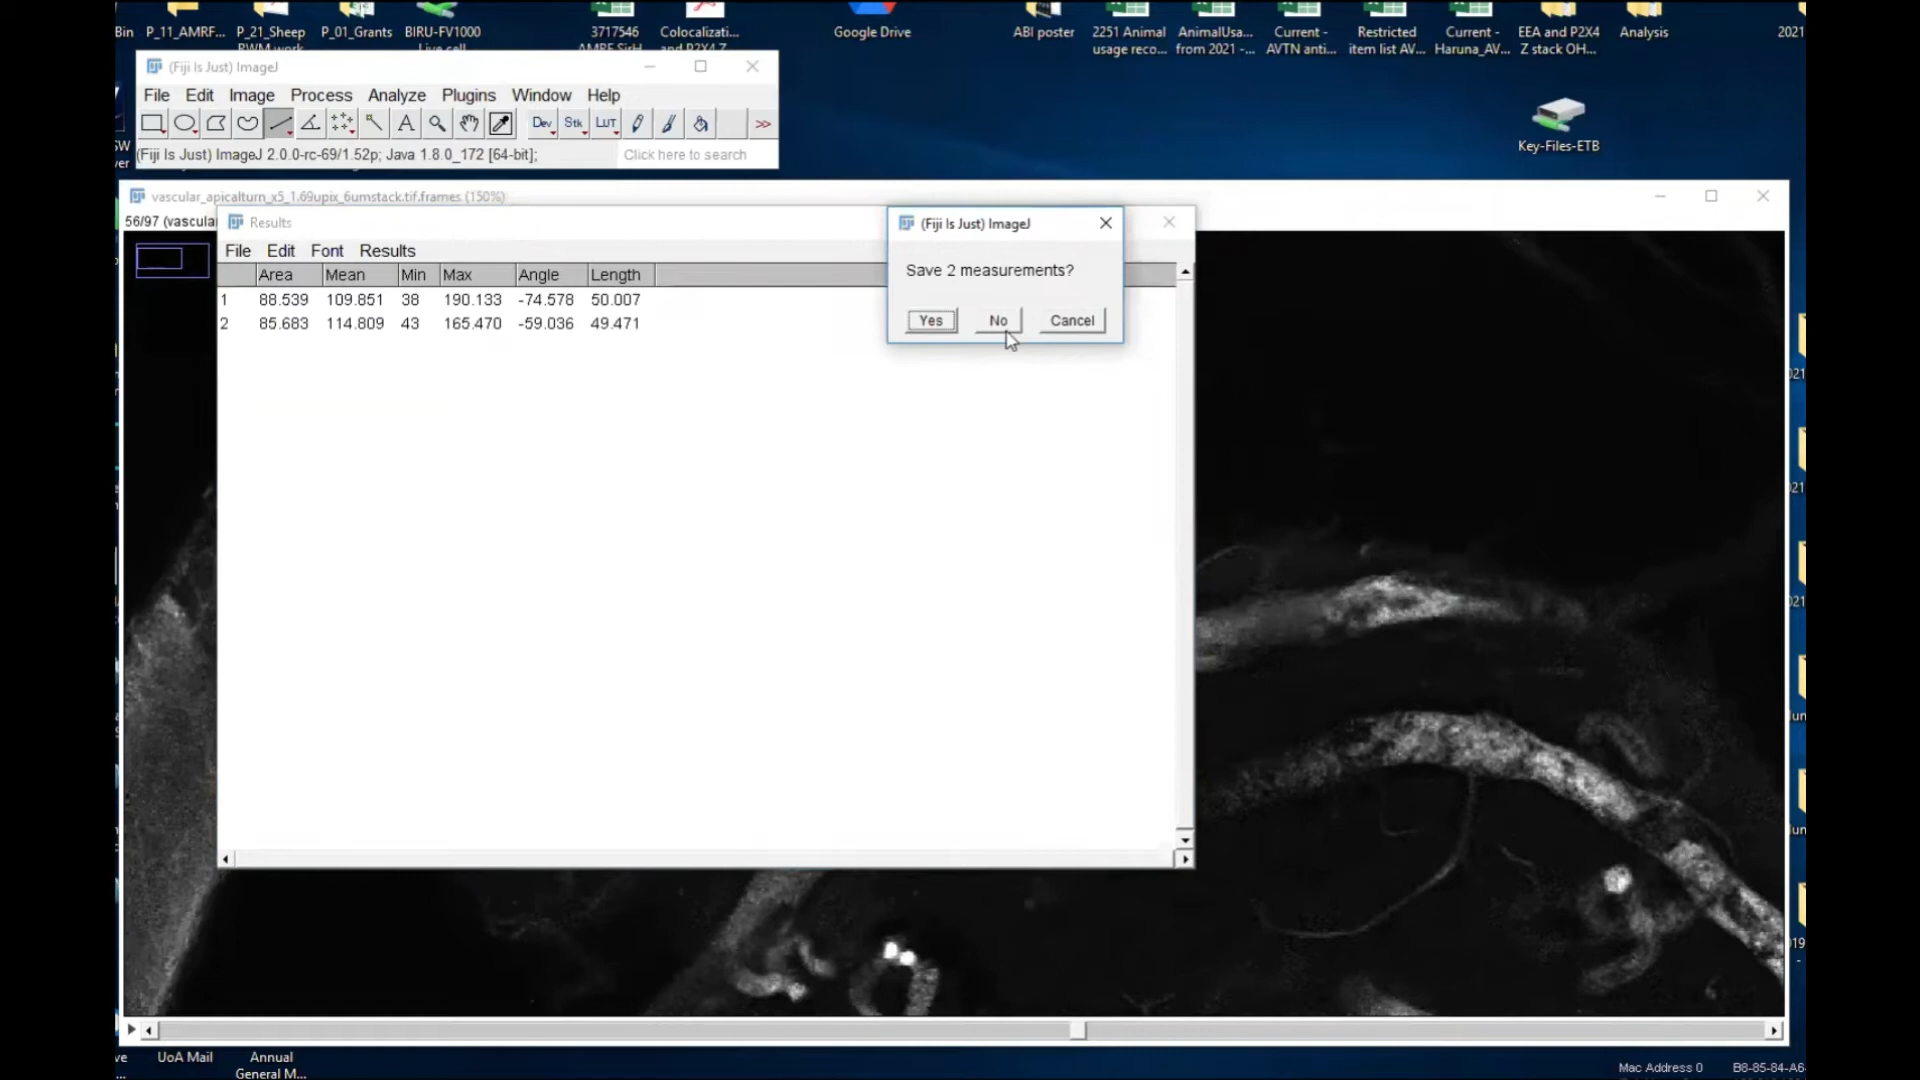 Bin P_11_AMRF... P_21_Sheep P_01_Grants BIRU-FV1000 3717546 Colocalizati... Google Drive ABI poster 2251 Animal AnimalUsa... Current - Restricted Current - EEA and P2X4 Analysis 2021
usage reco... from 2021 -... AVTN anti... item list AV... Haruna_AV... Z stack OH...
(Fiji Is Just) ImageJ
File Edit Image Process Analyze Plugins Window Help
Dev Stk LUT >>
(Fiji Is Just) ImageJ 2.0.0-rc-69/1.52p; Java 1.8.0_172 [64-bit]; Click here to search
Key-Files-ETB
vascular_apicalturn_x5_1.69upix_6umstack.tif.frames (150%)
56/97 (vascula
Results
File Edit Font Results
Area Mean Min Max Angle Length
1 88.539 109.851 38 190.133 -74.578 50.007
2 85.683 114.809 43 165.470 -59.036 49.471
(Fiji Is Just) ImageJ
Save 2 measurements?
Yes No Cancel
UoA Mail Annual
General M...
Mac Address 0 B8-85-84-A6